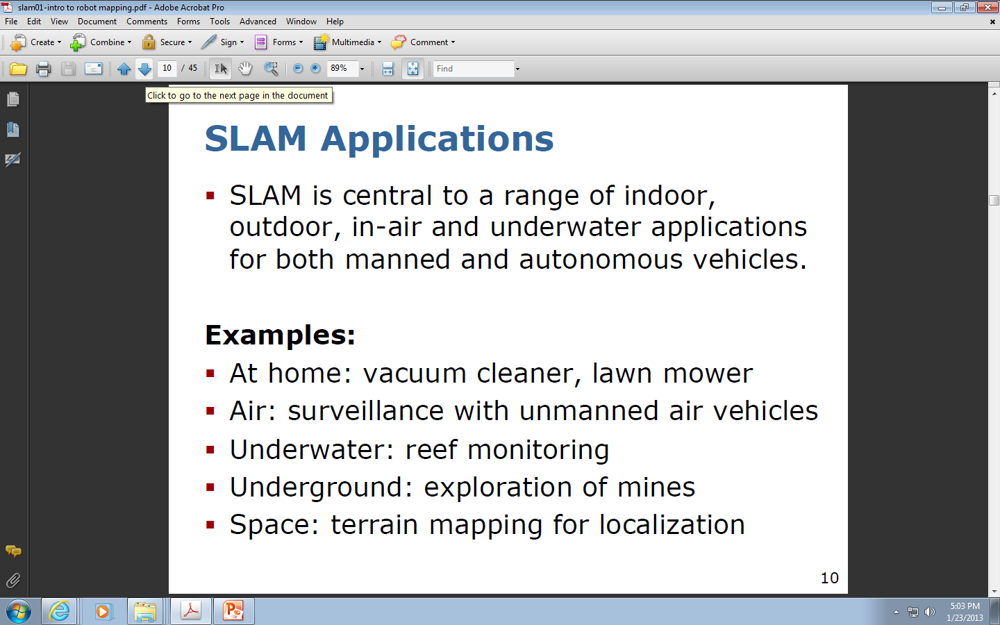 slam01-intro to robot mapping.pdf - Adobe Acrobat Pro
File Edit View Document Comments Forms Tools Advanced Window Help
Create Combine Secure Sign Forms Multimedia Comment
10 / 45 89% Find
Click to go to the next page in the document
SLAM Applications
▪ SLAM is central to a range of indoor,
outdoor, in-air and underwater applications
for both manned and autonomous vehicles.
Examples:
▪ At home: vacuum cleaner, lawn mower
▪ Air: surveillance with unmanned air vehicles
▪ Underwater: reef monitoring
▪ Underground: exploration of mines
▪ Space: terrain mapping for localization
10
5:03 PM
1/23/2013